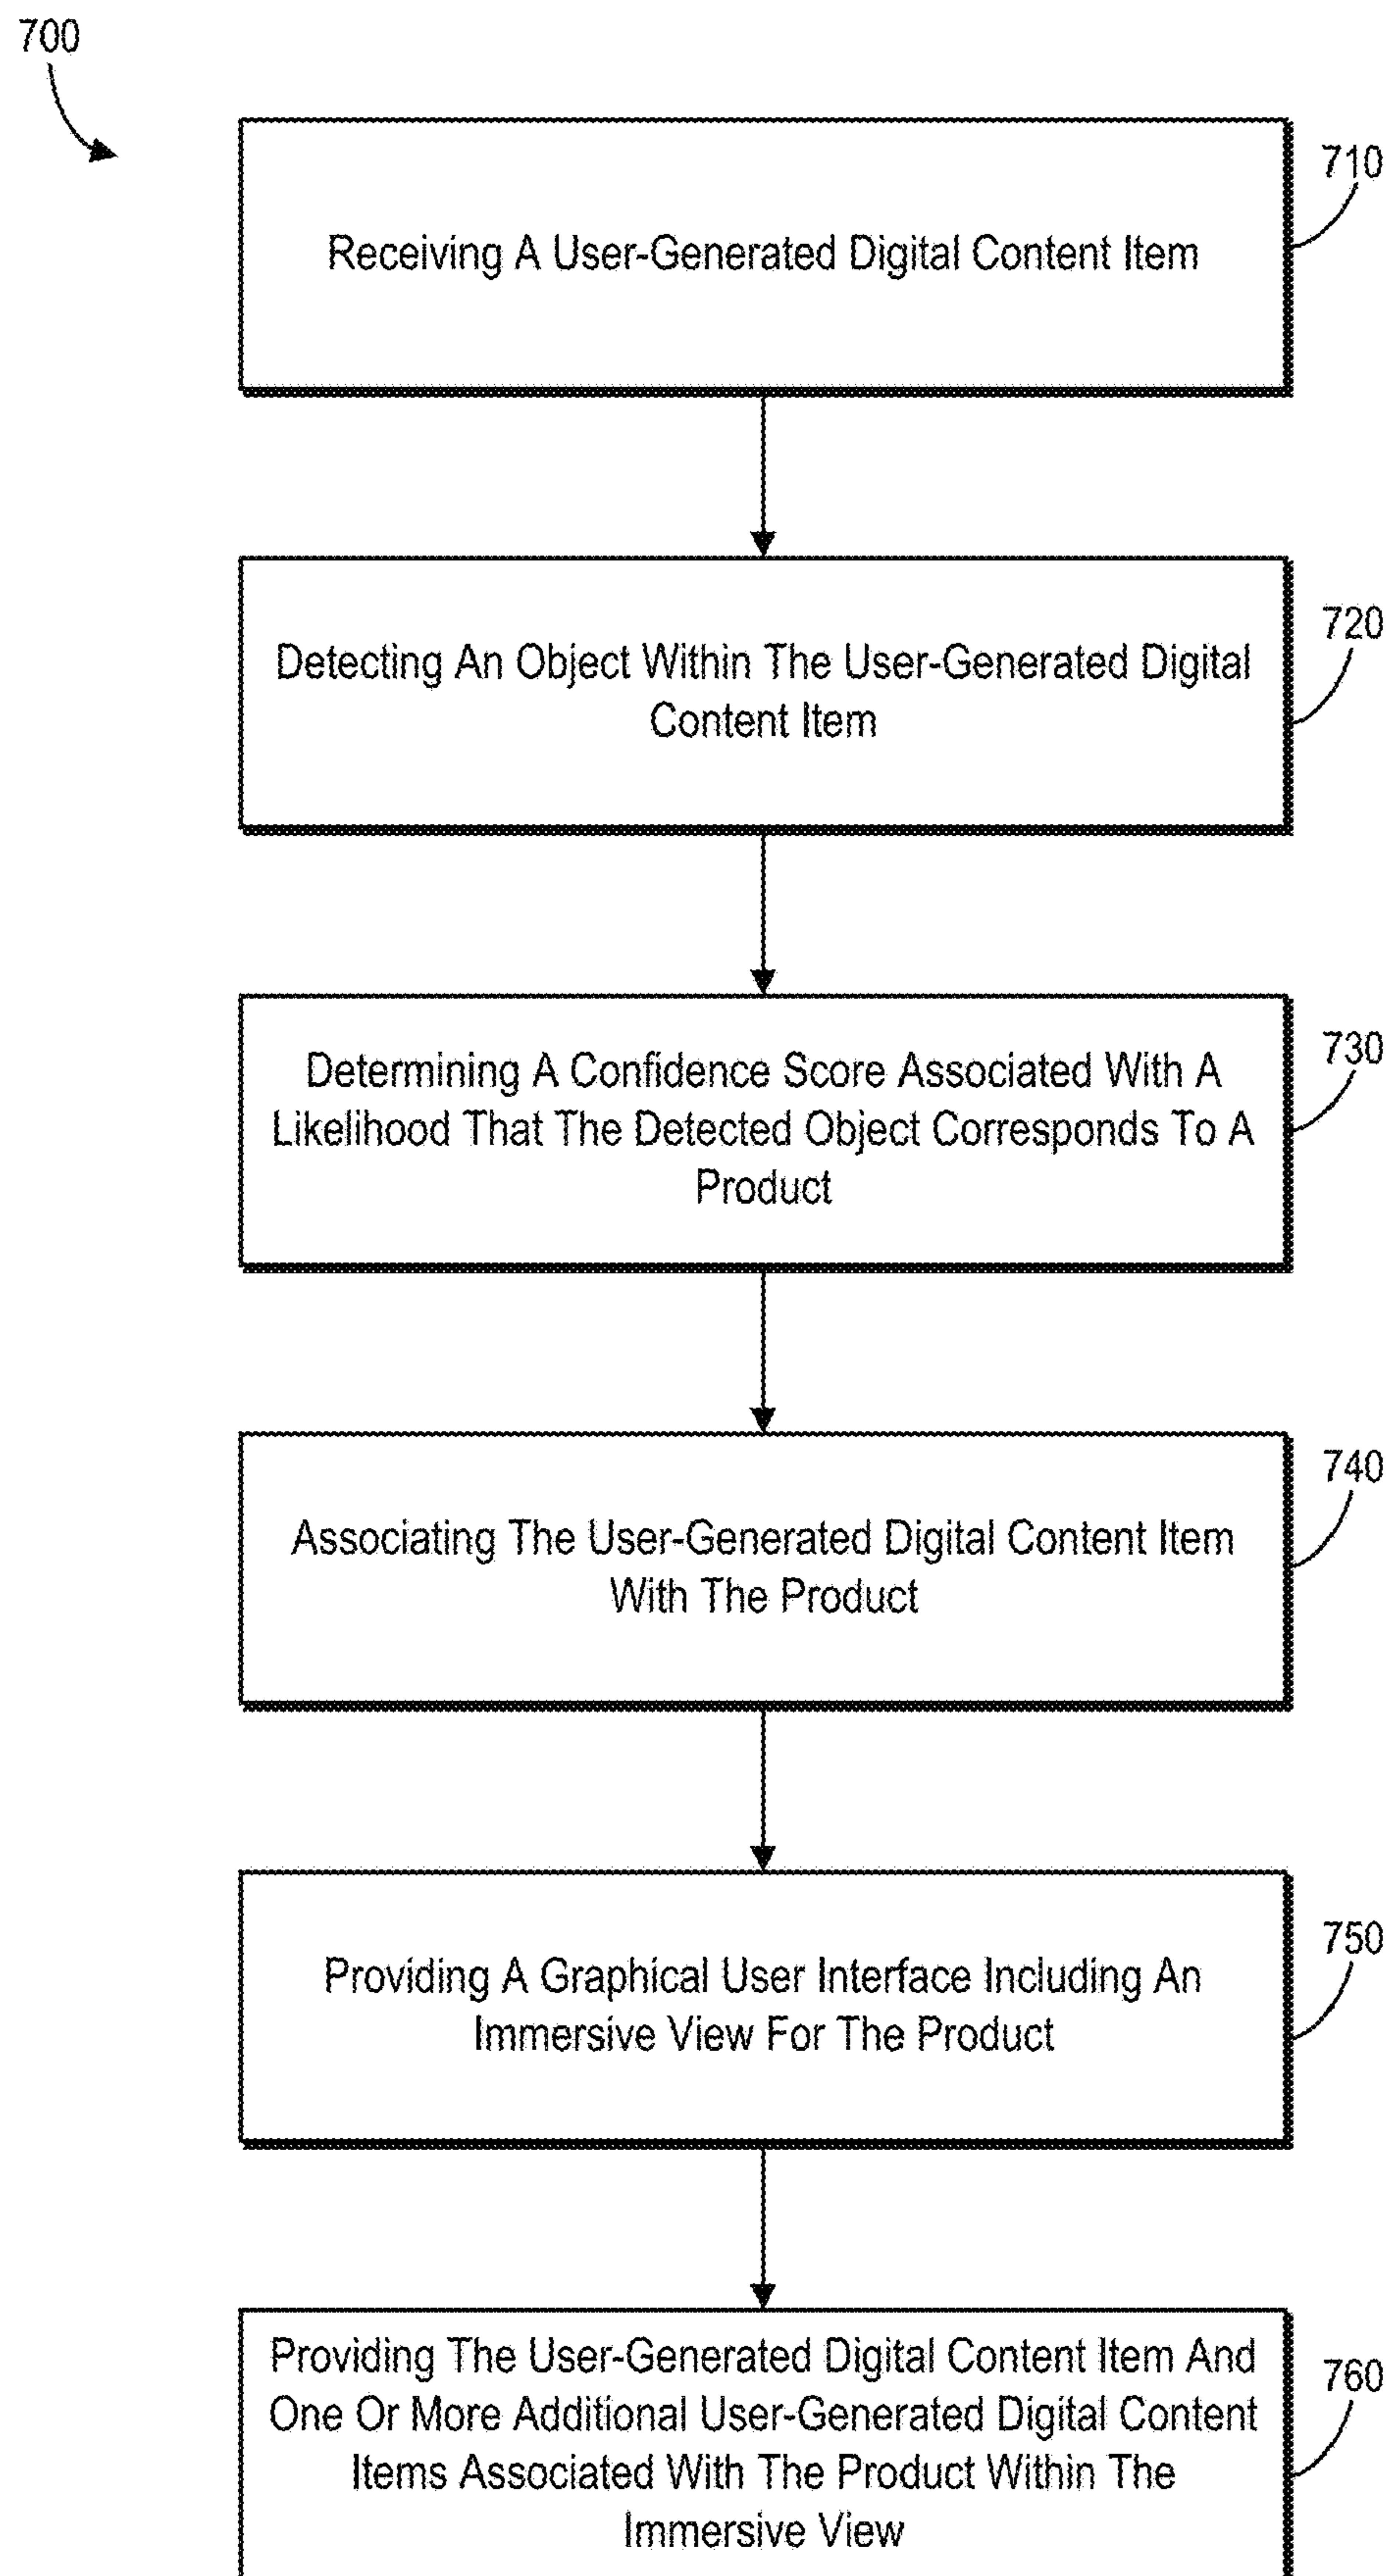 700
710
Receiving A User-Generated Digital Content Item
720
Detecting An Object Within The User-Generated Digital
Content Item
730
Determining A Confidence Score Associated With A
Likelihood That The Detected Object Corresponds To A
Product
740
Associating The User-Generated Digital Content Item
With The Product
750
Providing A Graphical User Interface Including An
Immersive View For The Product
760
Providing The User-Generated Digital Content Item And
One Or More Additional User-Generated Digital Content
Items Associated With The Product Within The
Immersive View